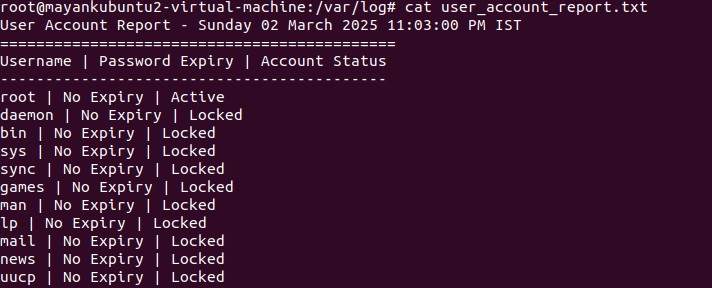 root@mayankubuntu2-virtual-machine:/var/log# cat user_account_report.txt
User Account Report - Sunday 02 March 2025 11:03:00 PM IST
============================================
Username | Password Expiry | Account Status
-------------------------------------------
root | No Expiry | Active
daemon | No Expiry | Locked
bin | No Expiry | Locked
sys | No Expiry | Locked
sync | No Expiry | Locked
games | No Expiry | Locked
man | No Expiry | Locked
lp | No Expiry | Locked
mail | No Expiry | Locked
news | No Expiry | Locked
uucp | No Expiry | Locked